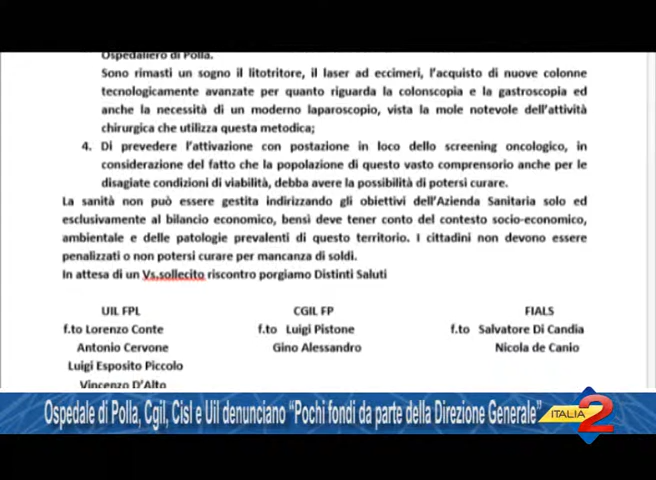 Ospedaliero di Polla.
Sono rimasti un sogno il litotritore, il laser ad eccimeri, l'acquisto di nuove colonne
tecnologicamente avanzate per quanto riguarda la colonscopia e la gastroscopia ed
anche la necessità di un moderno laparoscopio, vista la mole notevole dell'attività
chirurgica che utilizza questa metodica;
4. Di prevedere l'attivazione con postazione in loco dello screening oncologico, in
considerazione del fatto che la popolazione di questo vasto comprensorio anche per le
disagiate condizioni di viabilità, debba avere la possibilità di potersi curare.
La sanità non può essere gestita indirizzando gli obiettivi dell'Azienda Sanitaria solo ed
esclusivamente al bilancio economico, bensì deve tener conto del contesto socio-economico,
ambientale e delle patologie prevalenti di questo territorio. I cittadini non devono essere
penalizzati o non potersi curare per mancanza di soldi.
In attesa di un Vs.sollecito riscontro porgiamo Distinti Saluti
UIL FPL CGIL FP FIALS
f.to Lorenzo Conte f.to Luigi Pistone f.to Salvatore Di Candia
Antonio Cervone Gino Alessandro Nicola de Canio
Luigi Esposito Piccolo
Vincenzo D'Alto
Ospedale di Polla, Cgil, Cisl e Uil denunciano "Pochi fondi da parte della Direzione Generale"
ITALIA 2